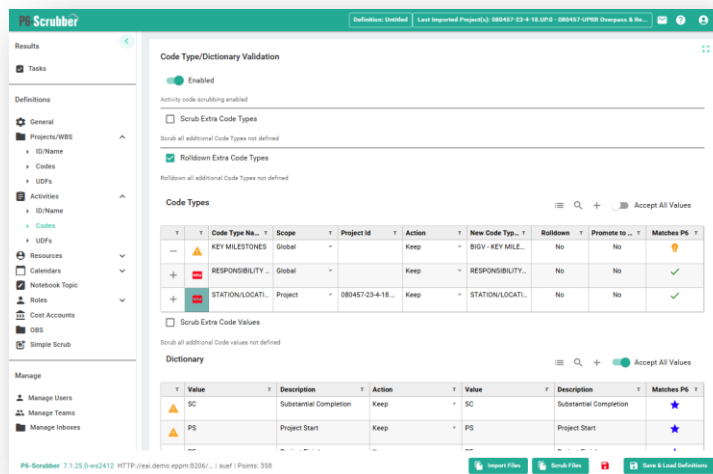 P6-Scrubber
Definition: Untitled
Last Imported Project(s): 080457-23-4-18.UP.0 - 080457-UPRR Overpass & Re...
Results
Tasks
Definitions
General
Projects/WBS
ID/Name
Codes
UDFs
Activities
ID/Name
Codes
UDFs
Resources
Calendars
Notebook Topic
Roles
Cost Accounts
OBS
Simple Scrub
Manage
Manage Users
Manage Teams
Manage Inboxes
Code Type/Dictionary Validation
Enabled
Activity code scrubbing enabled
Scrub Extra Code Types
Scrub all additional Code Types not defined
Rolldown Extra Code Types
Rolldown all additional Code Types not defined
Code Types
Accept All Values
Code Type Na... Scope Project Id Action New Code Typ... Rolldown Promote to ... Matches P6
KEY MILESTONES Global Keep BIGV - KEY MILE... No No
RESPONSIBILITY ... Global Keep RESPONSIBILITY... No No
STATION/LOCATI... Project 080457-23-4-18... Keep STATION/LOCATI... No No
Scrub Extra Code Values
Scrub all additional Code values not defined
Dictionary
Accept All Values
Value Description Action Value Description Matches P6
SC Substantial Completion Keep SC Substantial Completion
PS Project Start Keep PS Project Start
P6-Scrubber 7.1.25.0-ws2412 HTTP://eai.demo.eppm:8206/... | suef | Points: 358
Import Files
Scrub Files
Save & Load Definitions